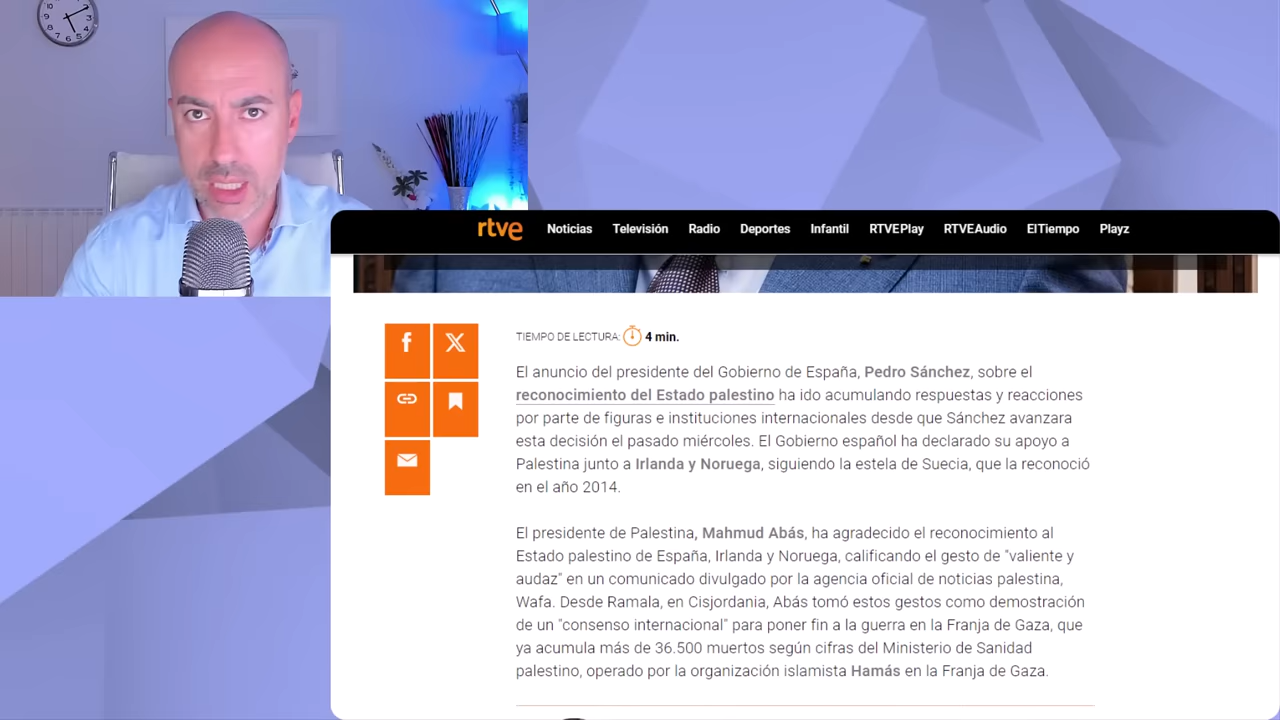 rtve Noticias Televisión Radio Deportes Infantil RTVEPlay RTVEAudio ElTiempo Playz
TIEMPO DE LECTURA: 4 min.
El anuncio del presidente del Gobierno de España, Pedro Sánchez, sobre el
reconocimiento del Estado palestino ha ido acumulando respuestas y reacciones
por parte de figuras e instituciones internacionales desde que Sánchez avanzara
esta decisión el pasado miércoles. El Gobierno español ha declarado su apoyo a
Palestina junto a Irlanda y Noruega, siguiendo la estela de Suecia, que la reconoció
en el año 2014.
El presidente de Palestina, Mahmud Abás, ha agradecido el reconocimiento al
Estado palestino de España, Irlanda y Noruega, calificando el gesto de "valiente y
audaz" en un comunicado divulgado por la agencia oficial de noticias palestina,
Wafa. Desde Ramala, en Cisjordania, Abás tomó estos gestos como demostración
de un "consenso internacional" para poner fin a la guerra en la Franja de Gaza, que
ya acumula más de 36.500 muertos según cifras del Ministerio de Sanidad
palestino, operado por la organización islamista Hamás en la Franja de Gaza.